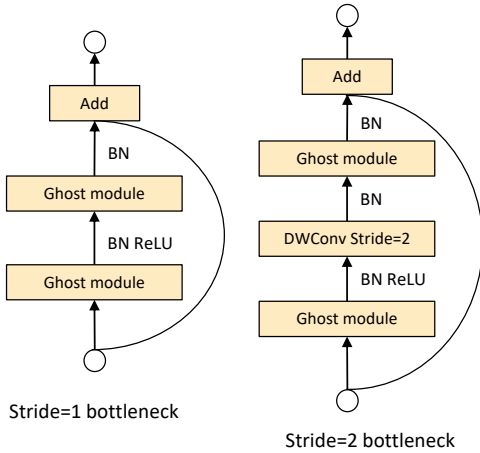 Add
BN
Ghost module
BN ReLU
Ghost module
Stride=1 bottleneck
Add
BN
Ghost module
BN
DWConv Stride=2
BN ReLU
Ghost module
Stride=2 bottleneck